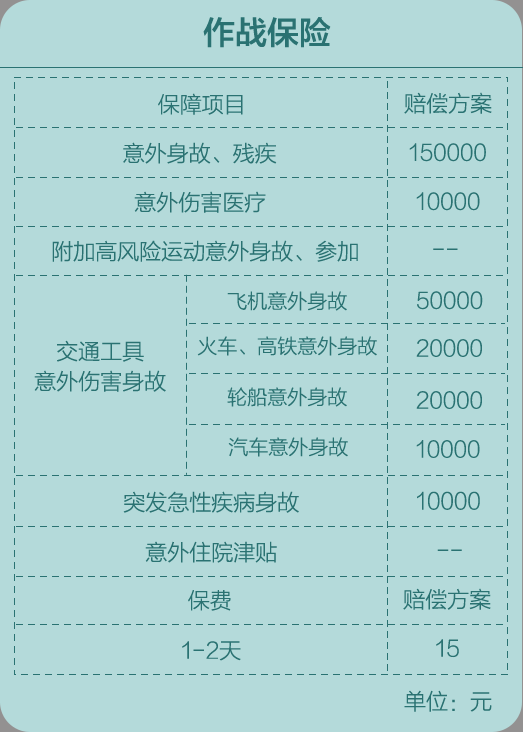 作战保险
保障项目 赔偿方案
意外身故、残疾 150000
意外伤害医疗 10000
附加高风险运动意外身故、参加 --
交通工具
意外伤害身故
飞机意外身故 50000
火车、高铁意外身故 20000
轮船意外身故 20000
汽车意外身故 10000
突发急性疾病身故 10000
意外住院津贴 --
保费 赔偿方案
1-2天 15
单位：元